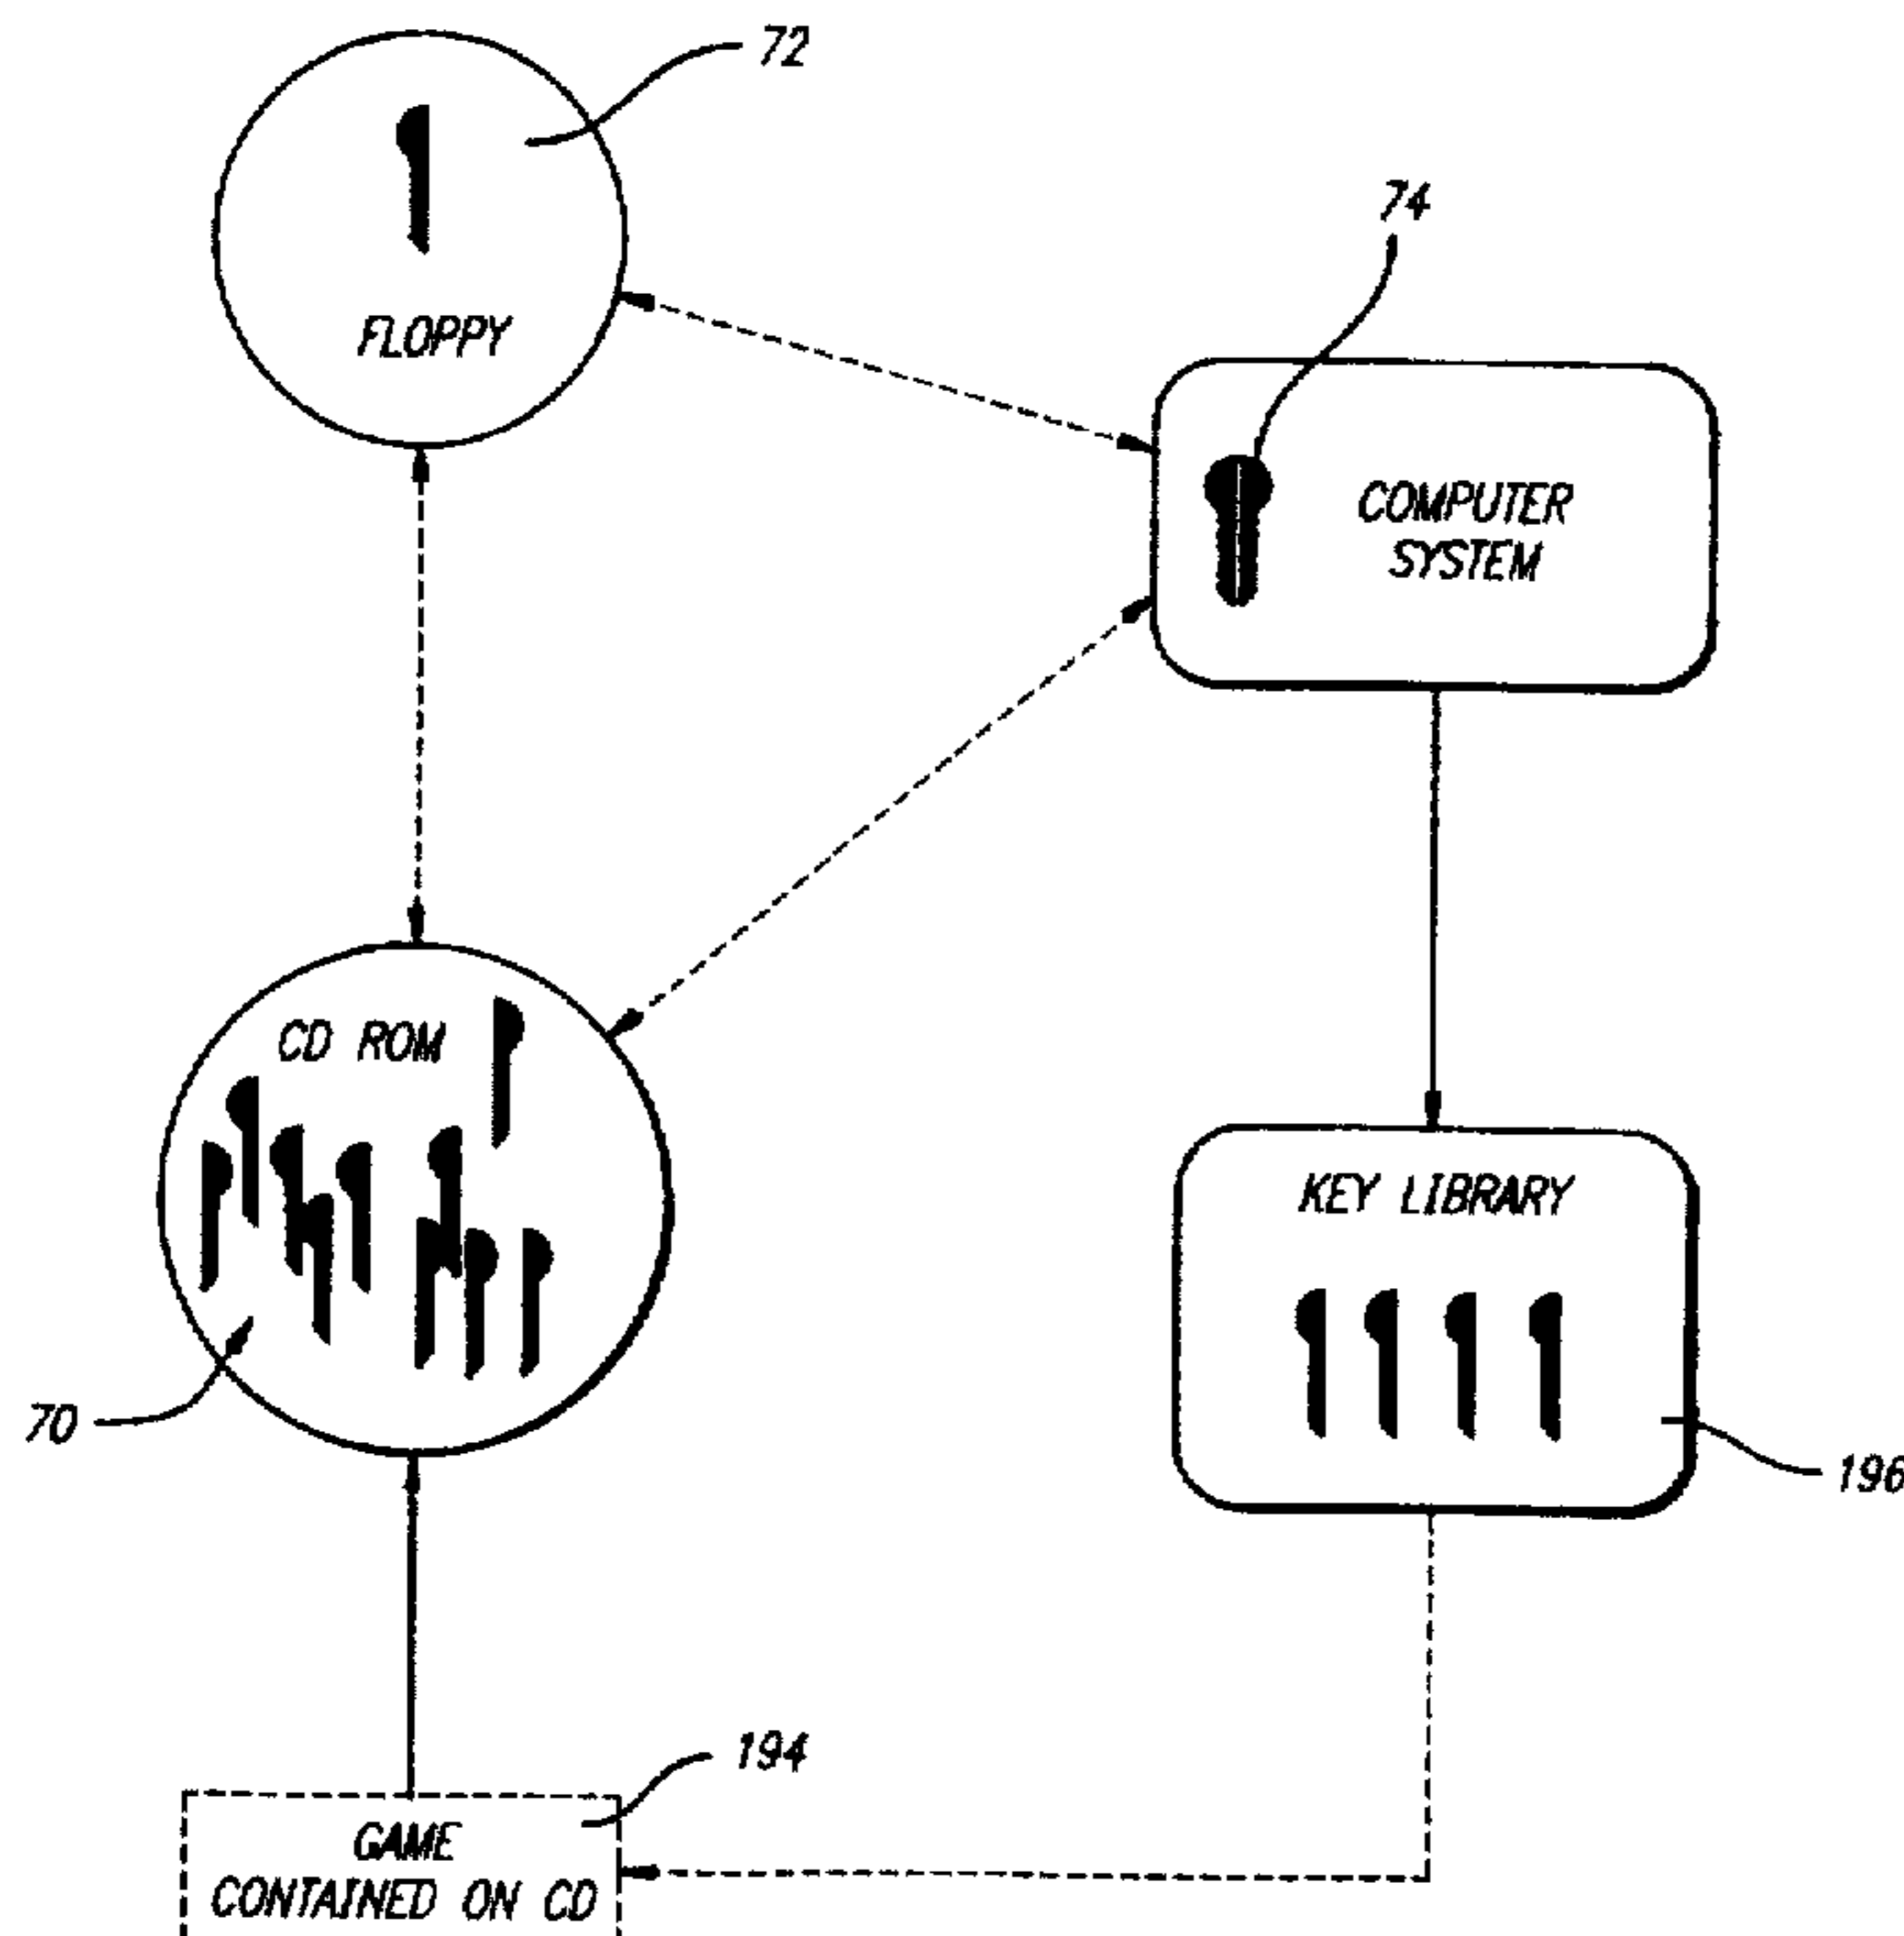 72
FLOPPY
74
COMPUTER
SYSTEM
CD ROM
KEY LIBRARY
70
196
194
GAME
CONTAINED ON CD